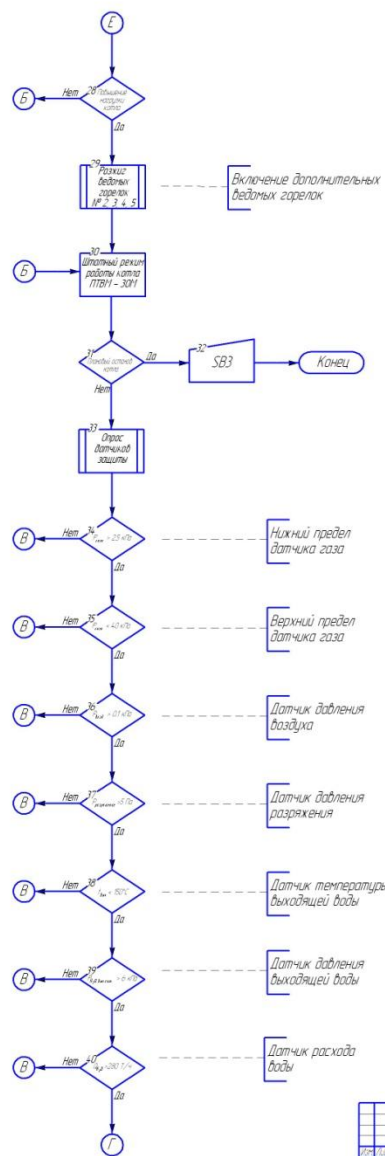 Е
28
Повышение
нагрузки
котла
Нет
Б
Да
29
Розжиг
ведомых
горелок
№ 2, 3, 4, 5
Включение дополнительных
ведомых горелок
30
Штатный режим
работы котла
ПТВМ – 30М
Б
31
Плановый останов
котла
Да
32
SB3
Конец
Нет
33
Опрос
датчиков
защиты
34
Нет
В
Да
Нижний предел
датчика газа
35
Нет
В
Да
Верхний предел
датчика газа
36
Нет
В
Да
Датчик давления
воздуха
37
Нет
В
Да
Датчик давления
разряжения
38
Нет
В
Да
Датчик температуры
выходящей воды
39
Нет
В
Да
Датчик давления
выходящей воды
40
Нет
В
Да
Датчик расхода
воды
Г